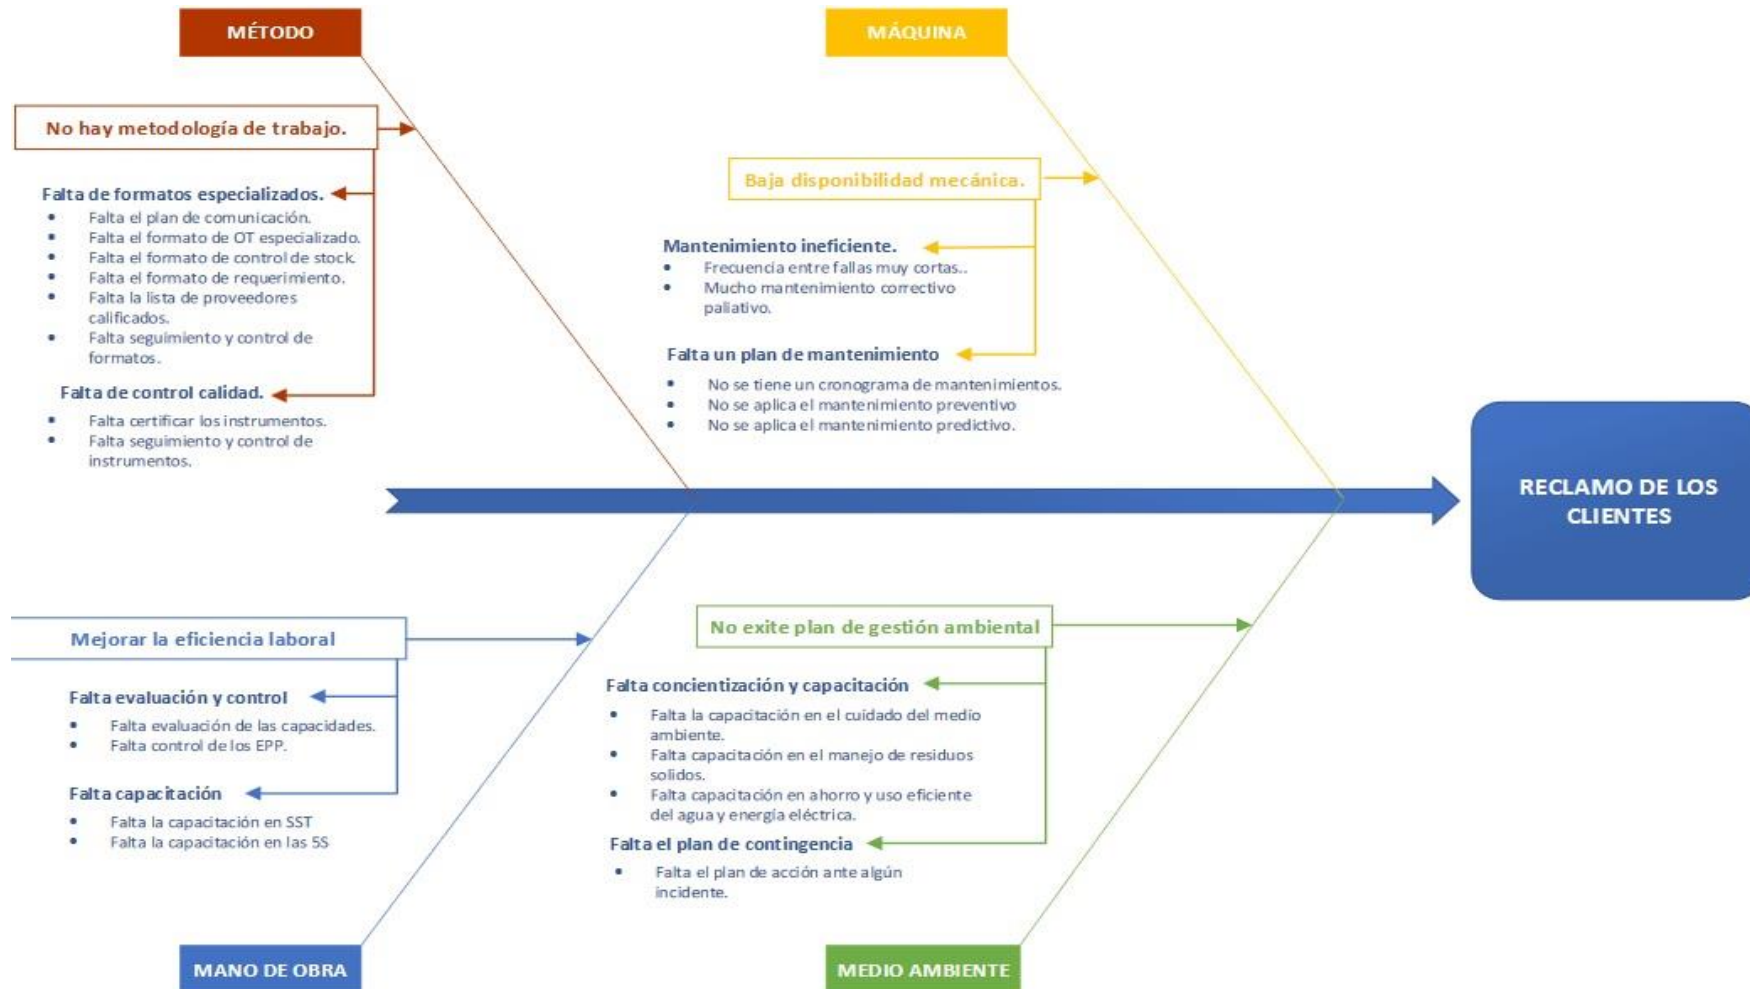 MÉTODO
No hay metodología de trabajo.
Falta de formatos especializados.
• Falta el plan de comunicación.
• Falta el formato de OT especializado.
• Falta el formato de control de stock.
• Falta el formato de requerimiento.
• Falta la lista de proveedores
calificados.
• Falta seguimiento y control de
formatos.
Falta de control calidad.
• Falta certificar los instrumentos.
• Falta seguimiento y control de
instrumentos.
MÁQUINA
Baja disponibilidad mecánica.
Mantenimiento ineficiente.
• Frecuencia entre fallas muy cortas..
• Mucho mantenimiento correctivo
paliativo.
Falta un plan de mantenimiento
• No se tiene un cronograma de mantenimientos.
• No se aplica el mantenimiento preventivo
• No se aplica el mantenimiento predictivo.
RECLAMO DE LOS
CLIENTES
Mejorar la eficiencia laboral
Falta evaluación y control
• Falta evaluación de las capacidades.
• Falta control de los EPP.
Falta capacitación
• Falta la capacitación en SST
• Falta la capacitación en las 5S
MANO DE OBRA
No exite plan de gestión ambiental
Falta concientización y capacitación
• Falta la capacitación en el cuidado del medio
ambiente.
• Falta capacitación en el manejo de residuos
solidos.
• Falta capacitación en ahorro y uso eficiente
del agua y energía eléctrica.
Falta el plan de contingencia
• Falta el plan de acción ante algún
incidente.
MEDIO AMBIENTE